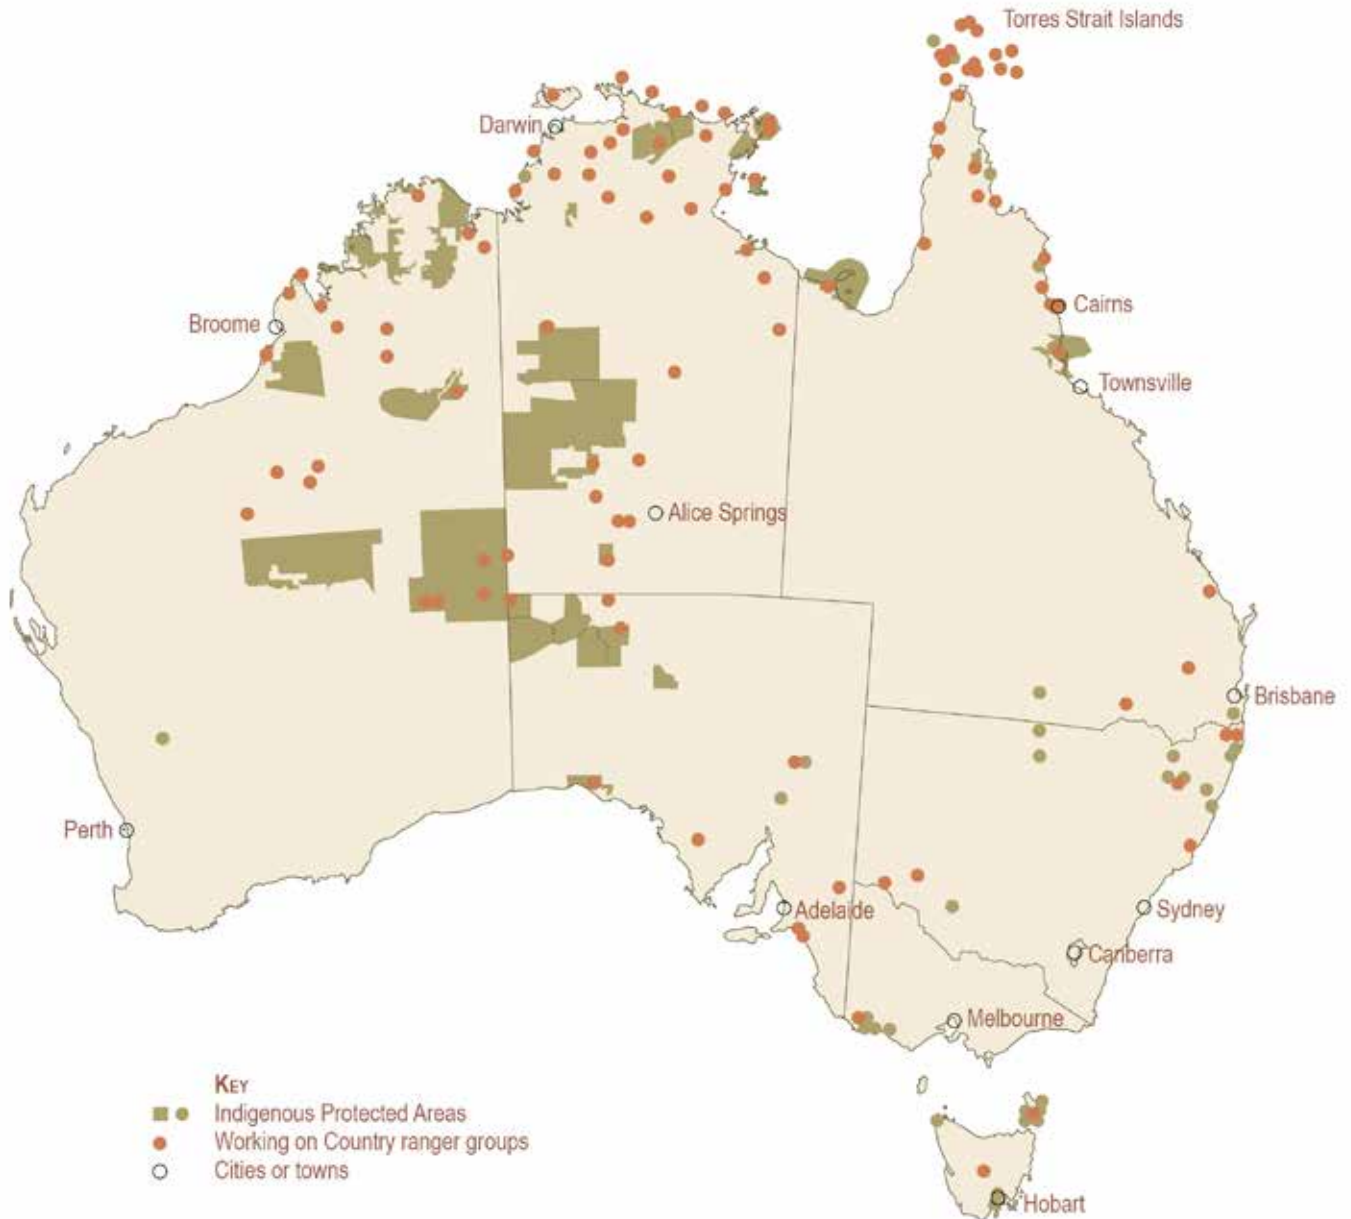 Torres Strait Islands
Darwin
Broome
Cairns
Townsville
Alice Springs
Brisbane
Perth
Adelaide
Sydney
Canberra
Melbourne
KEY
Indigenous Protected Areas
Working on Country ranger groups
Cities or towns
Hobart